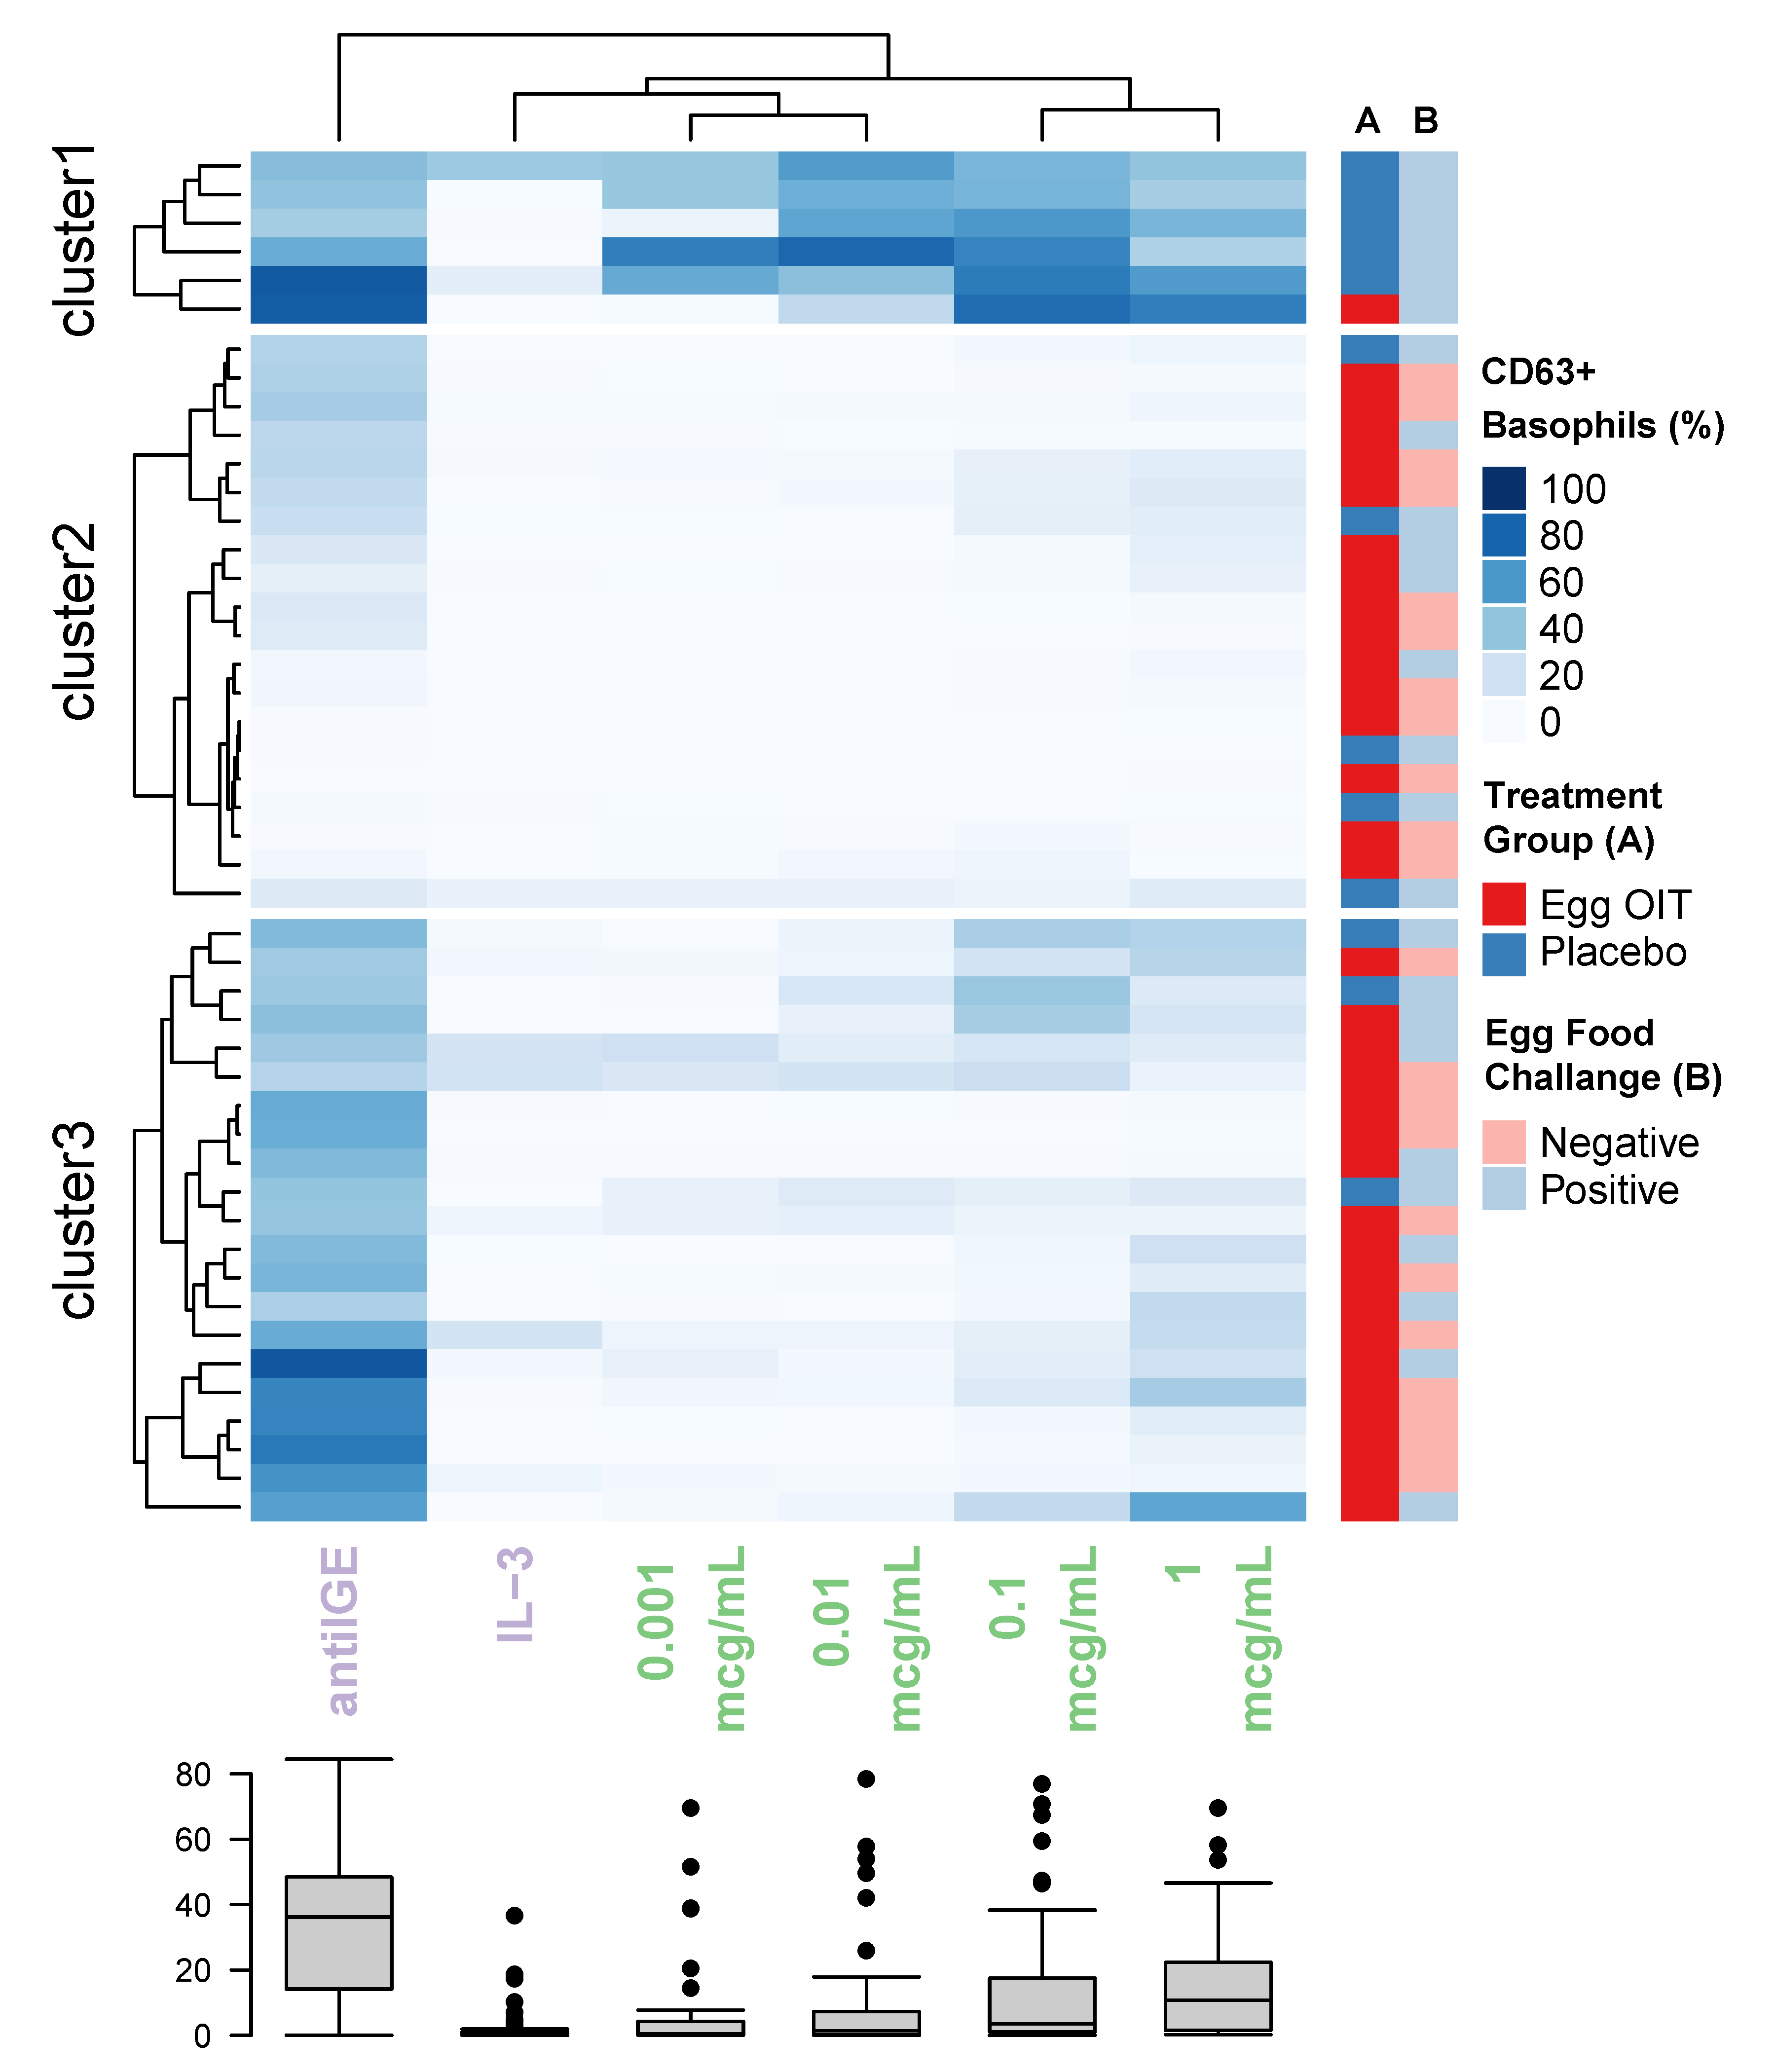 A B
cluster1
cluster2
cluster3
CD63+
Basophils (%)
100
80
60
40
20
0
Treatment
Group (A)
Egg OIT
Placebo
Egg Food
Challange (B)
Negative
Positive
antiIGE
IL−3
0.001
mcg/mL
0.01
mcg/mL
0.1
mcg/mL
1
mcg/mL
80
60
40
20
0